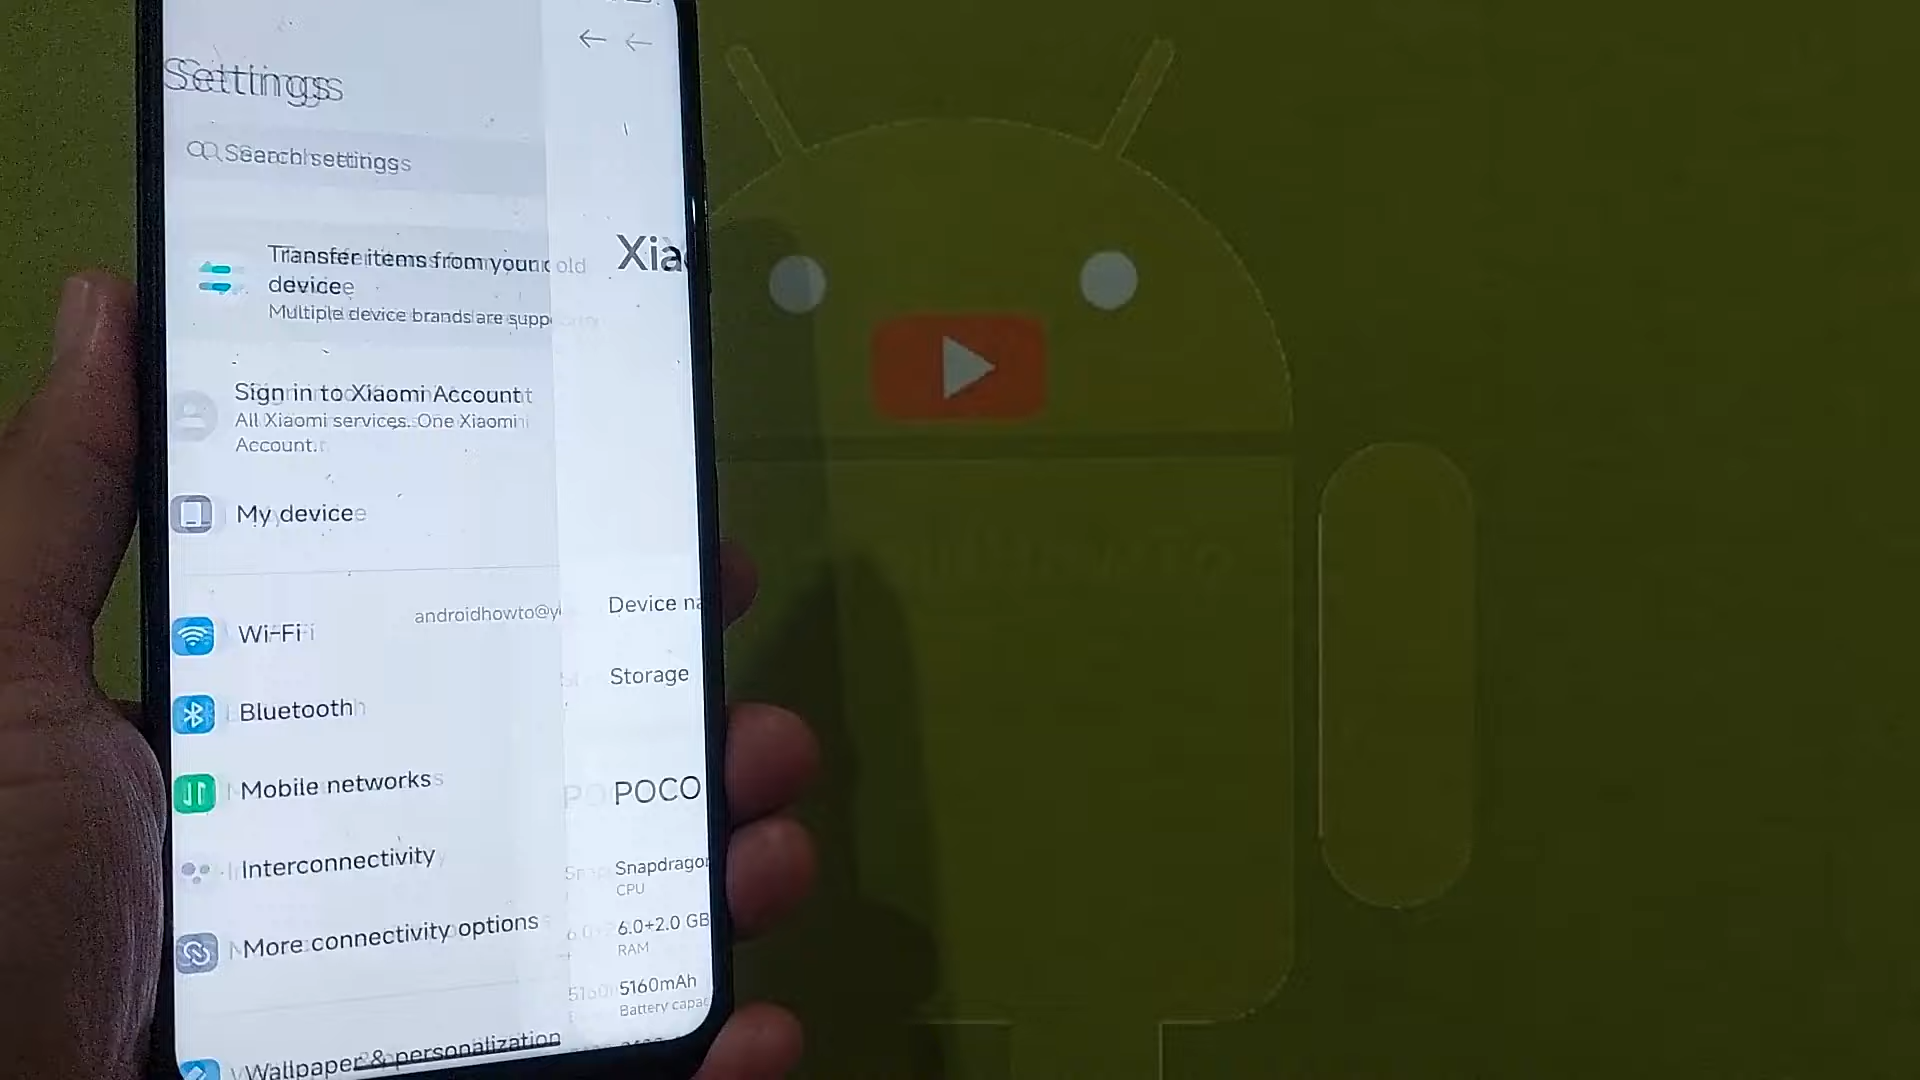 Settings
Search settings
Transfer items from your old
device
Multiple device brands are supp
Sign in to Xiaomi Account
All Xiaomi services. One Xiaomi
Account.
My device
Wi-Fi
androidhowto@y
Bluetooth
Mobile networks
Interconnectivity
More connectivity options
Wallpaper & personalization
Xia
Device na
Storage
POCO
Snapdrago
CPU
6.0+2.0 GB
RAM
5160mAh
Battery capac